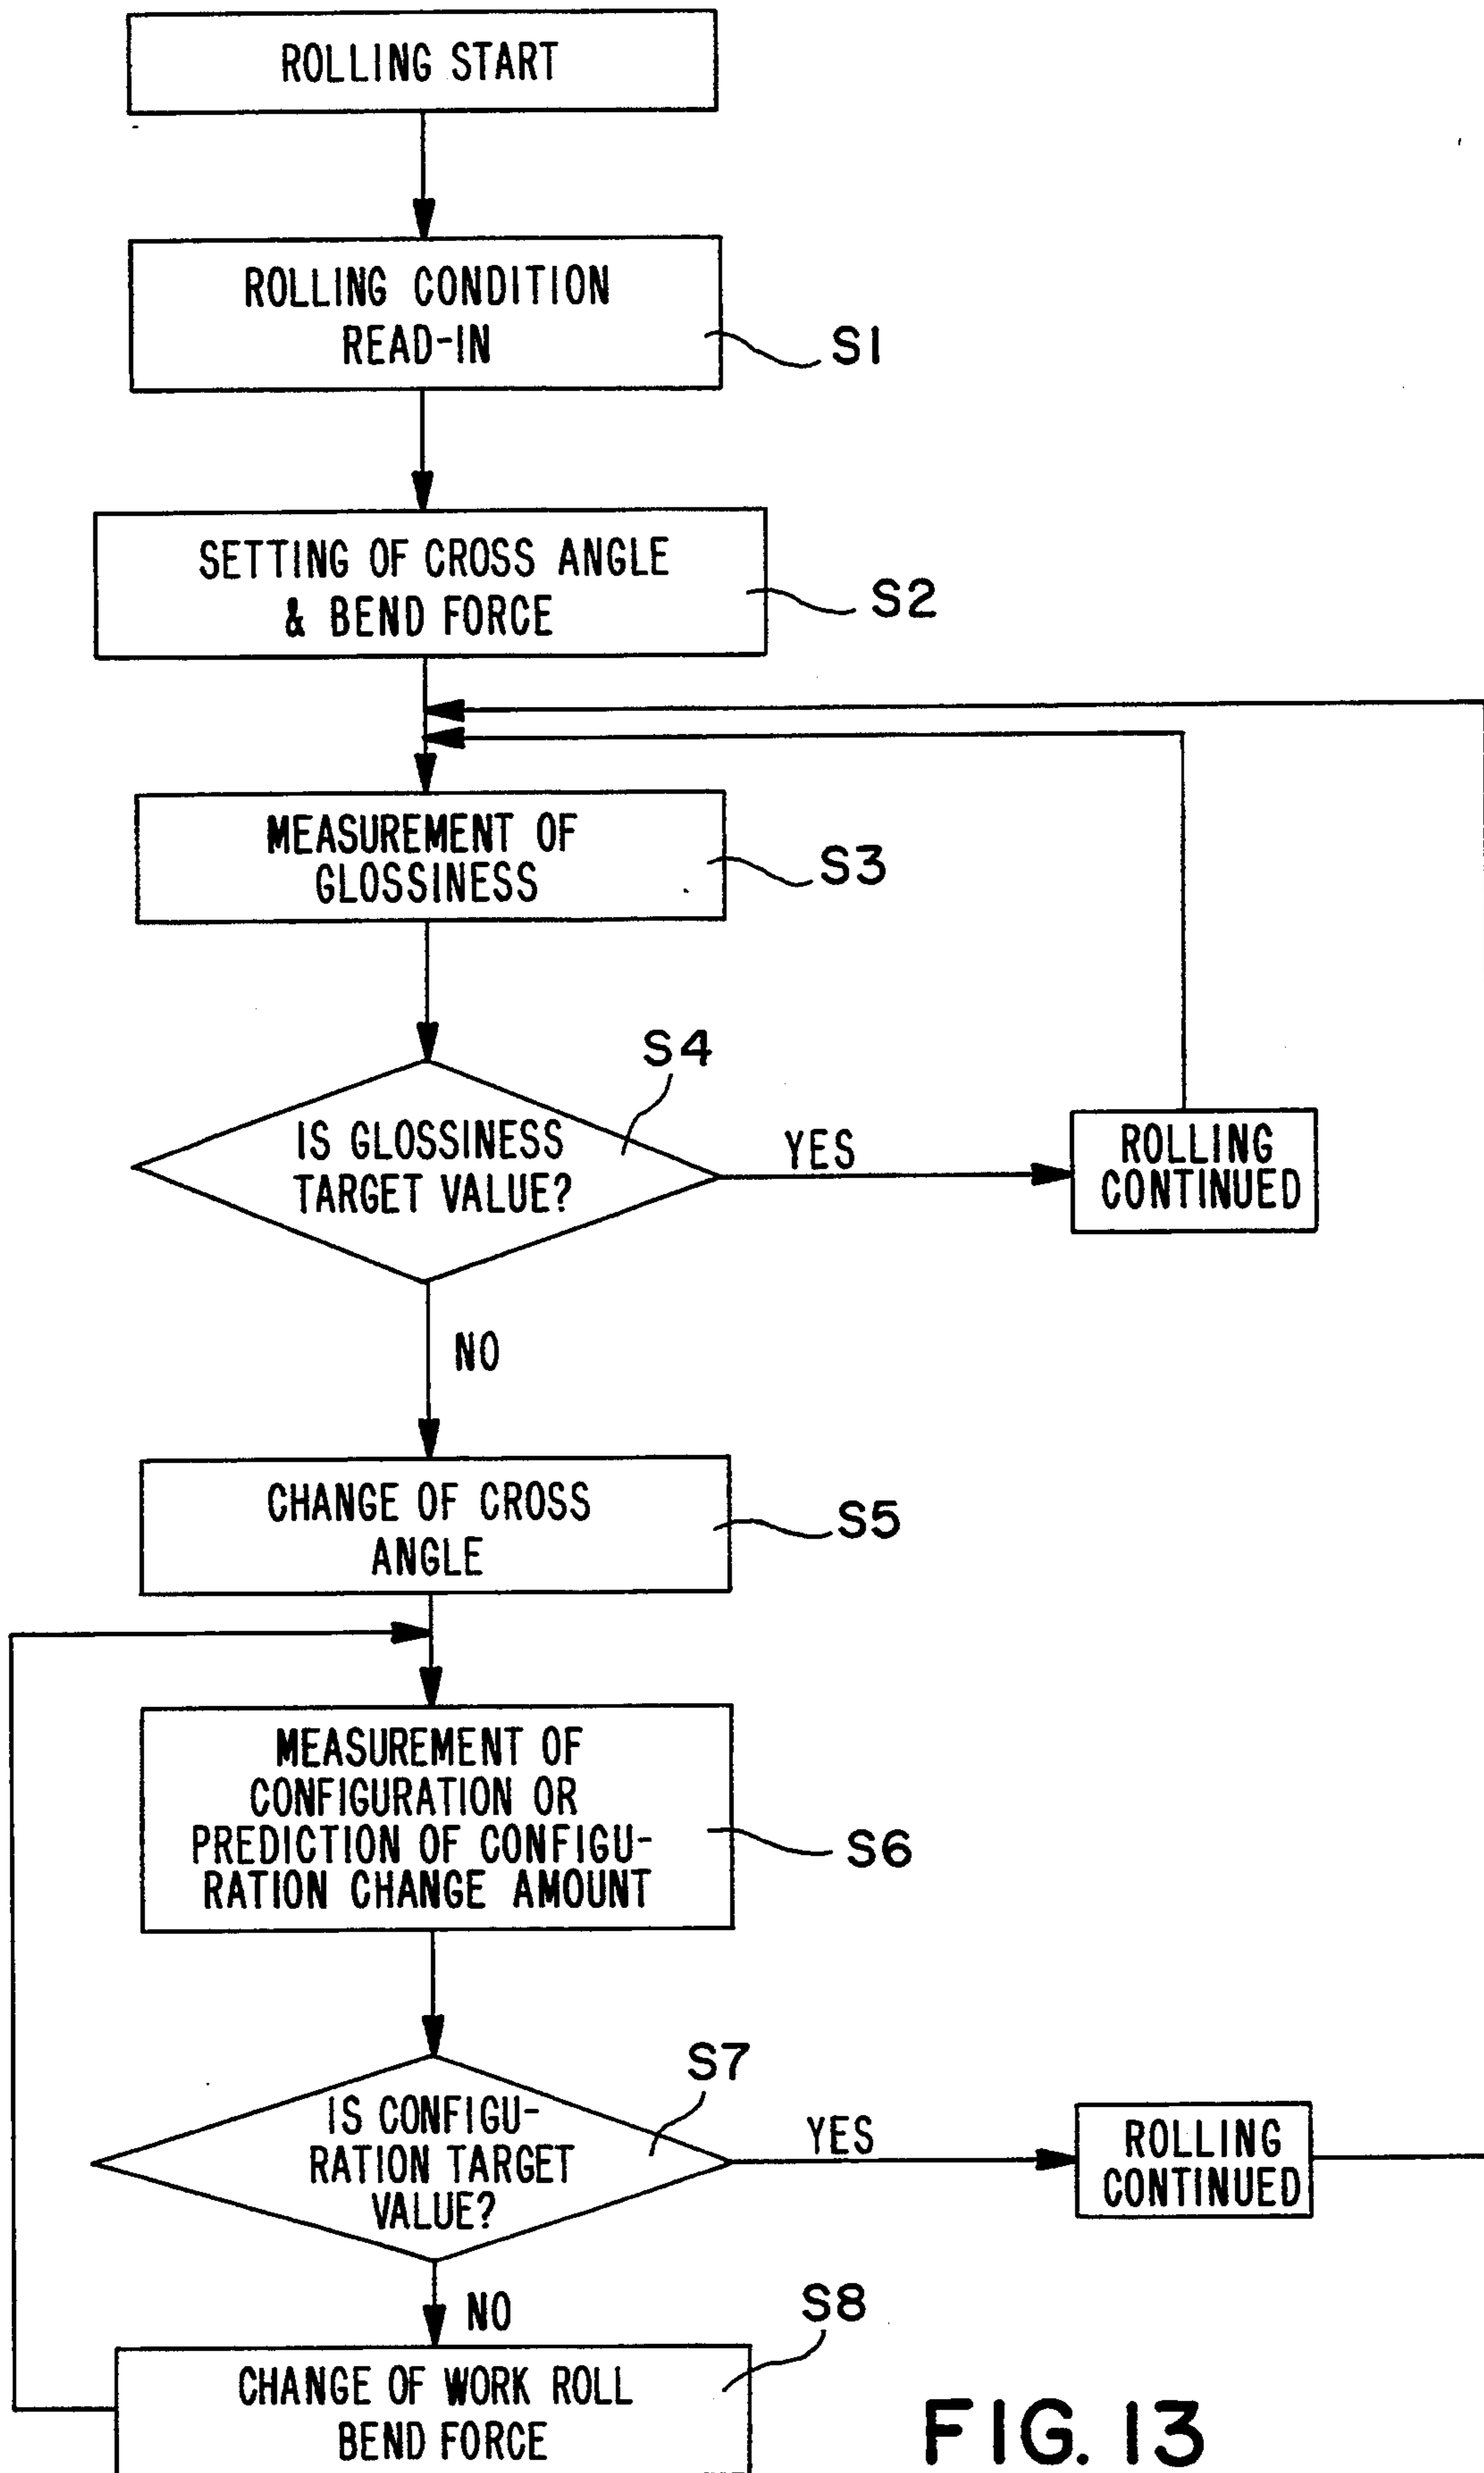 ROLLING START
ROLLING CONDITION
READ-IN
S1
SETTING OF CROSS ANGLE
& BEND FORCE
S2
MEASUREMENT OF
GLOSSINESS
S3
S4
IS GLOSSINESS
TARGET VALUE?
YES
ROLLING
CONTINUED
NO
CHANGE OF CROSS
ANGLE
S5
MEASUREMENT OF
CONFIGURATION OR
PREDICTION OF CONFIGU-
RATION CHANGE AMOUNT
S6
S7
IS CONFIGU-
RATION TARGET
VALUE?
YES
ROLLING
CONTINUED
NO
S8
CHANGE OF WORK ROLL
BEND FORCE
FIG. 13